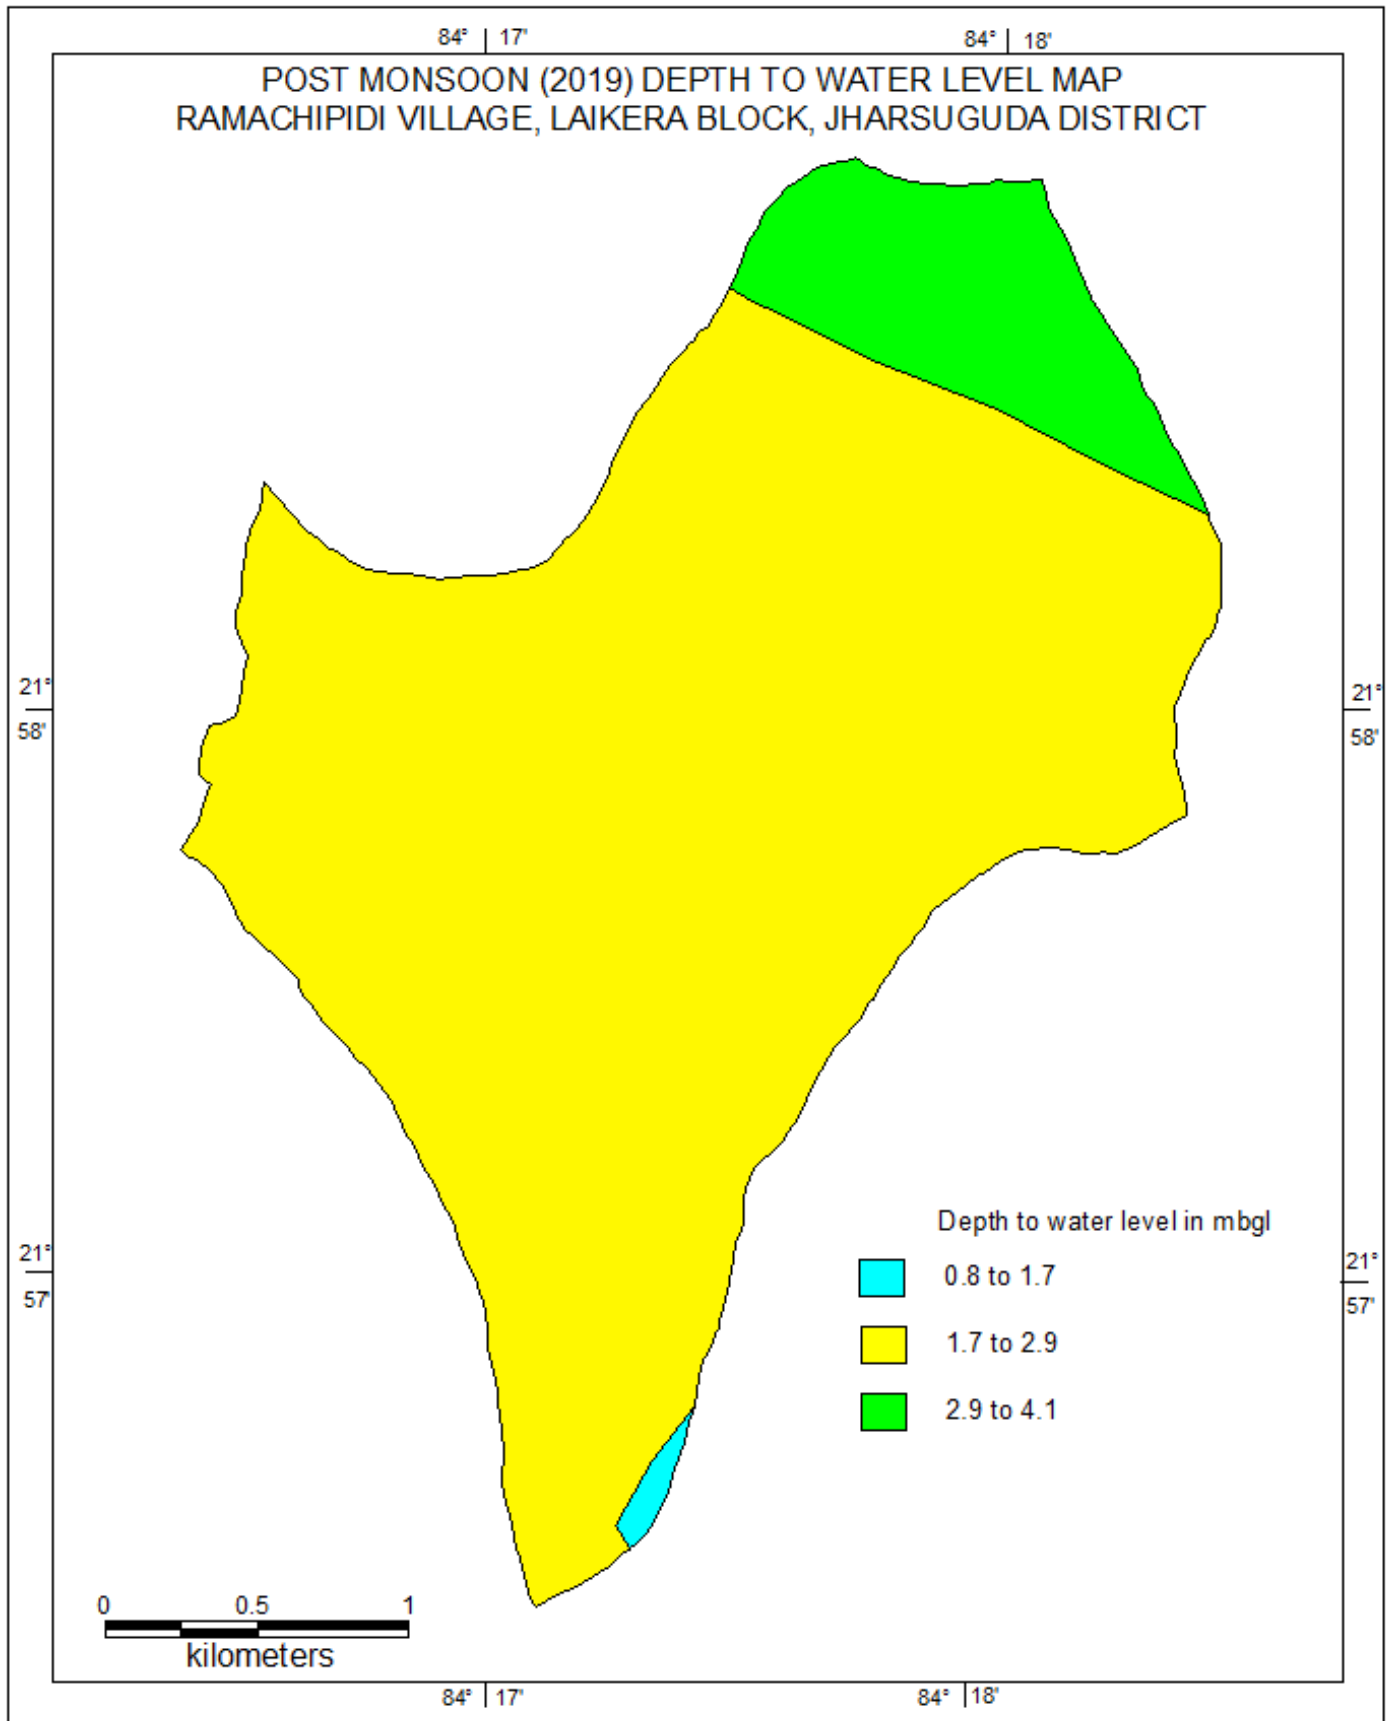 84° 17' 84° 18'
POST MONSOON (2019) DEPTH TO WATER LEVEL MAP
RAMACHIPIDI VILLAGE, LAIKERA BLOCK, JHARSUGUDA DISTRICT
21° 21°
58' 58'
Depth to water level in mbgl
21° 21°
0.8 to 1.7
57' 57'
1.7 to 2.9
2.9 to 4.1
0 0.5 1
kilometers
84° 17' 84° 18'